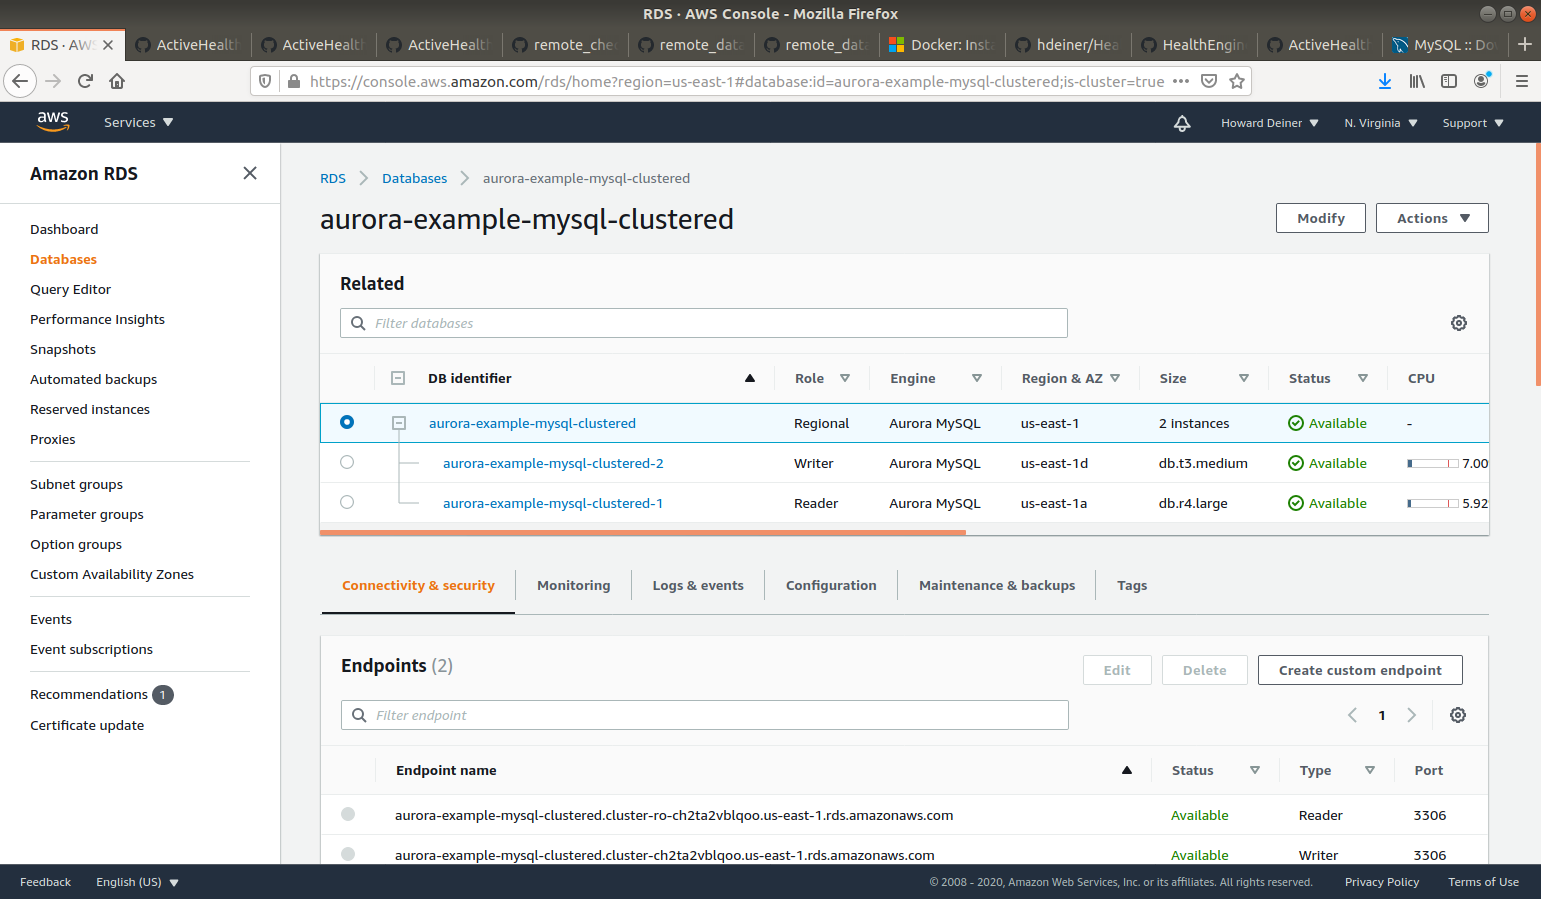 RDS · AWS Console - Mozilla Firefox
RDS · AWS ActiveHealth ActiveHealth ActiveHealth remote_che remote_data remote_data Docker: Insta hdeiner/Hea HealthEngin ActiveHealth MySQL :: Do
https://console.aws.amazon.com/rds/home?region=us-east-1#database:id=aurora-example-mysql-clustered;is-cluster=true
aws Services Howard Deiner N. Virginia Support
Amazon RDS
Dashboard
Databases
Query Editor
Performance Insights
Snapshots
Automated backups
Reserved instances
Proxies
Subnet groups
Parameter groups
Option groups
Custom Availability Zones
Events
Event subscriptions
Recommendations 1
Certificate update
RDS > Databases > aurora-example-mysql-clustered
aurora-example-mysql-clustered
Modify Actions
Related
Filter databases
DB identifier Role Engine Region & AZ Size Status CPU
aurora-example-mysql-clustered Regional Aurora MySQL us-east-1 2 instances Available -
aurora-example-mysql-clustered-2 Writer Aurora MySQL us-east-1d db.t3.medium Available 7.00%
aurora-example-mysql-clustered-1 Reader Aurora MySQL us-east-1a db.r4.large Available 5.92%
Connectivity & security Monitoring Logs & events Configuration Maintenance & backups Tags
Endpoints (2)
Edit Delete Create custom endpoint
Filter endpoint
1
Endpoint name Status Type Port
aurora-example-mysql-clustered.cluster-ro-ch2ta2vblqoo.us-east-1.rds.amazonaws.com Available Reader 3306
aurora-example-mysql-clustered.cluster-ch2ta2vblqoo.us-east-1.rds.amazonaws.com Available Writer 3306
Feedback English (US) © 2008 - 2020, Amazon Web Services, Inc. or its affiliates. All rights reserved. Privacy Policy Terms of Use